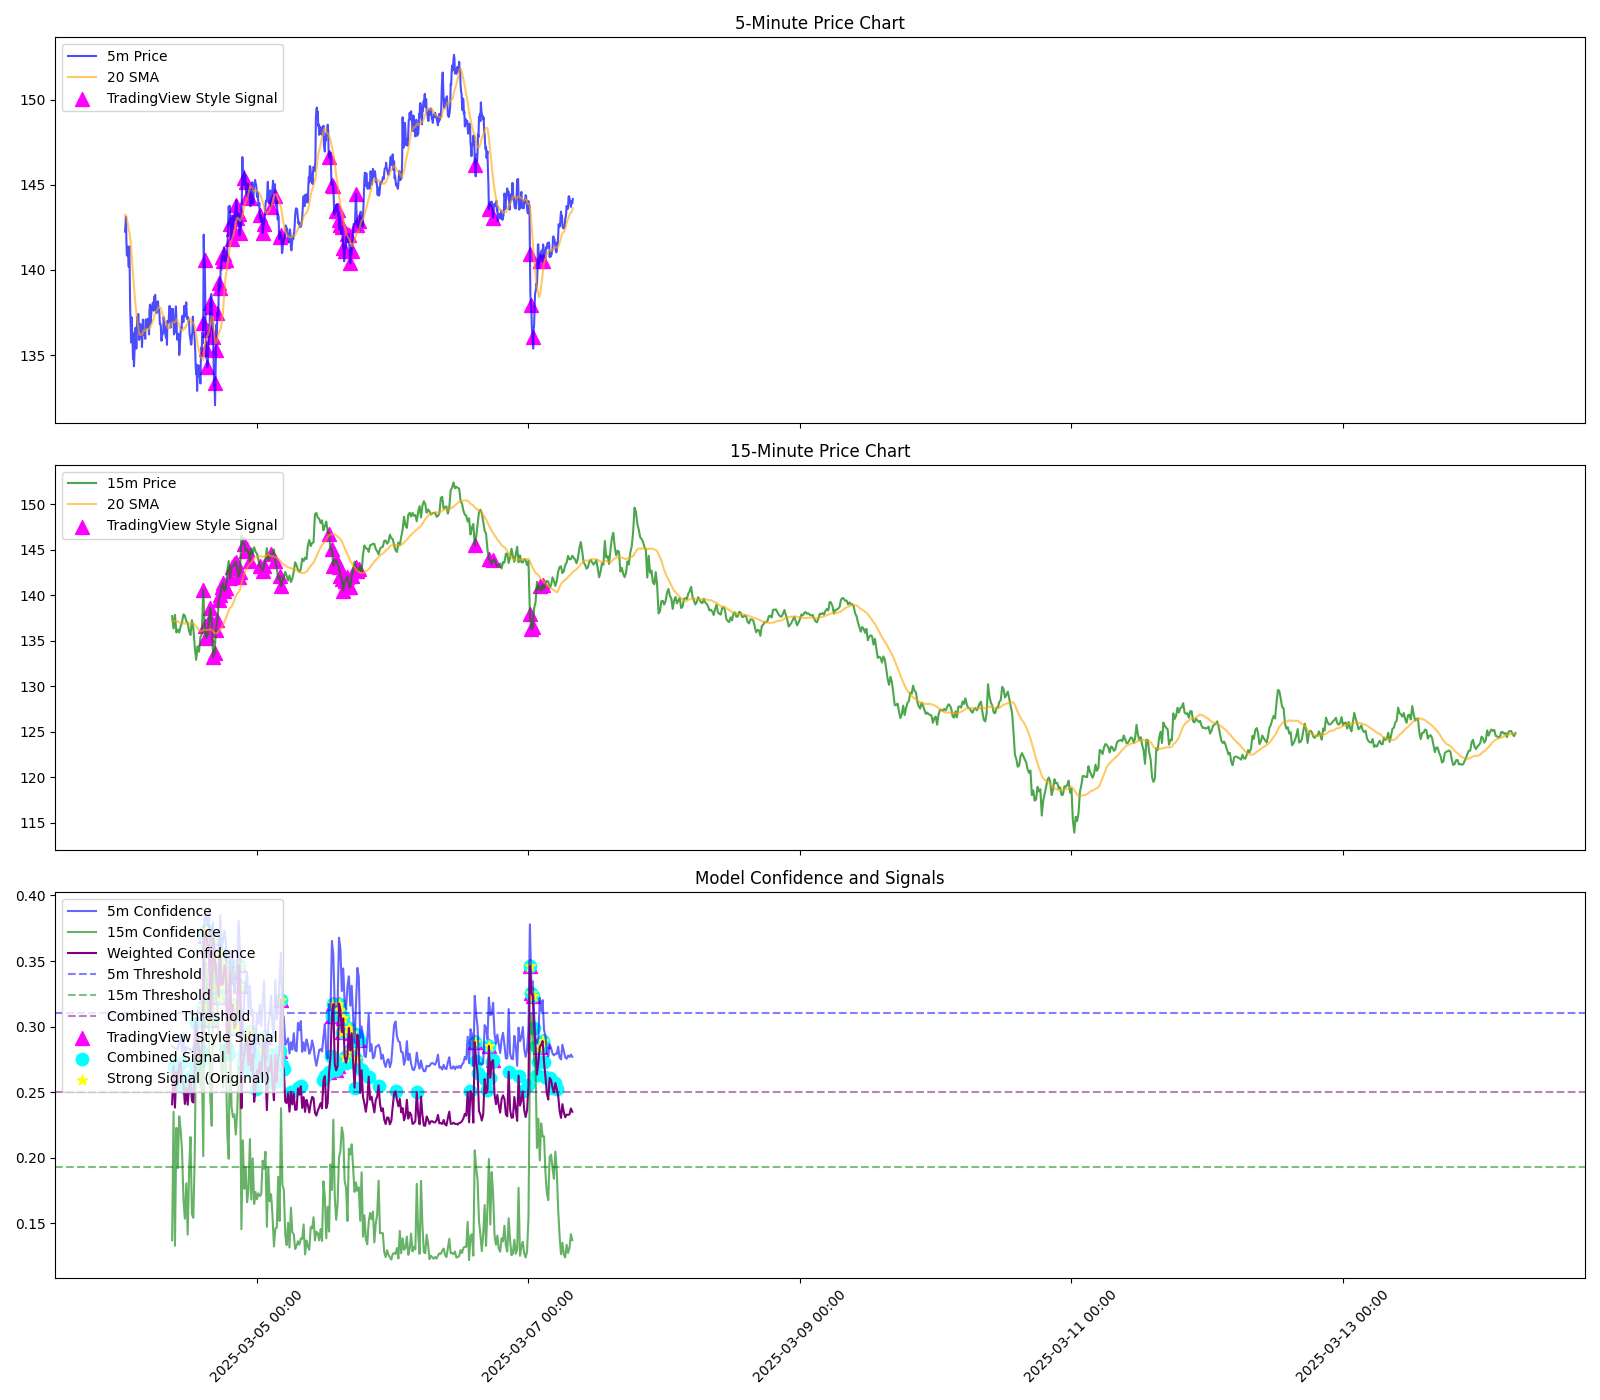 5-Minute Price Chart
5m Price
20 SMA
TradingView Style Signal
150
145
140
135
15-Minute Price Chart
15m Price
20 SMA
TradingView Style Signal
150
145
140
135
130
125
120
115
Model Confidence and Signals
5m Confidence
15m Confidence
Weighted Confidence
5m Threshold
15m Threshold
Combined Threshold
TradingView Style Signal
Combined Signal
Strong Signal (Original)
0.40
0.35
0.30
0.25
0.20
0.15
2025-03-05 00:00
2025-03-07 00:00
2025-03-09 00:00
2025-03-11 00:00
2025-03-13 00:00